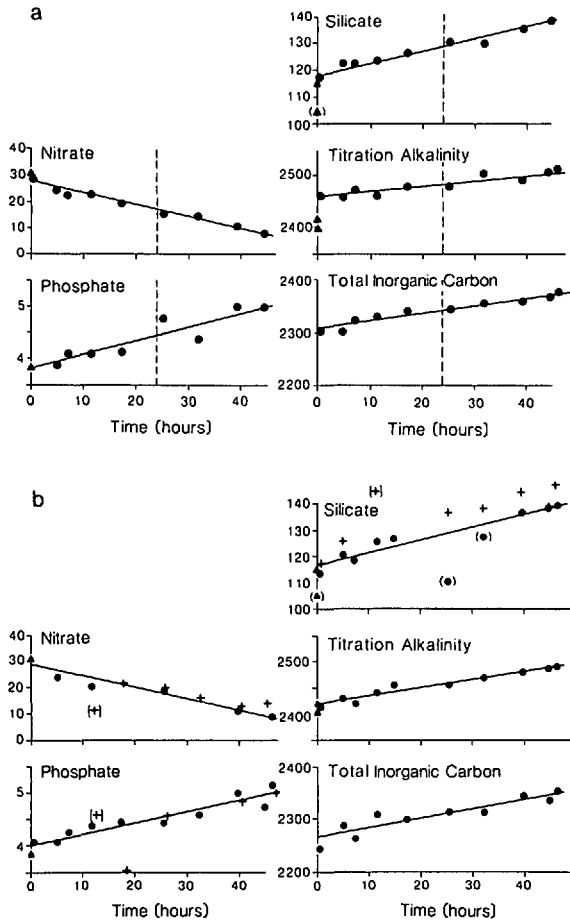 a
Silicate
140
130
120
110
100
Nitrate
40
30
20
10
0
Titration Alkalinity
2500
2400
Phosphate
5
4
0 10 20 30 40
Time (hours)
Total Inorganic Carbon
2400
2300
2200
0 10 20 30 40
Time (hours)
b
Silicate
140
130
120
110
100
Nitrate
40
30
20
10
0
Titration Alkalinity
2500
2400
Phosphate
5
4
0 10 20 30 40
Time (hours)
Total Inorganic Carbon
2400
2300
2200
0 10 20 30 40
Time (hours)